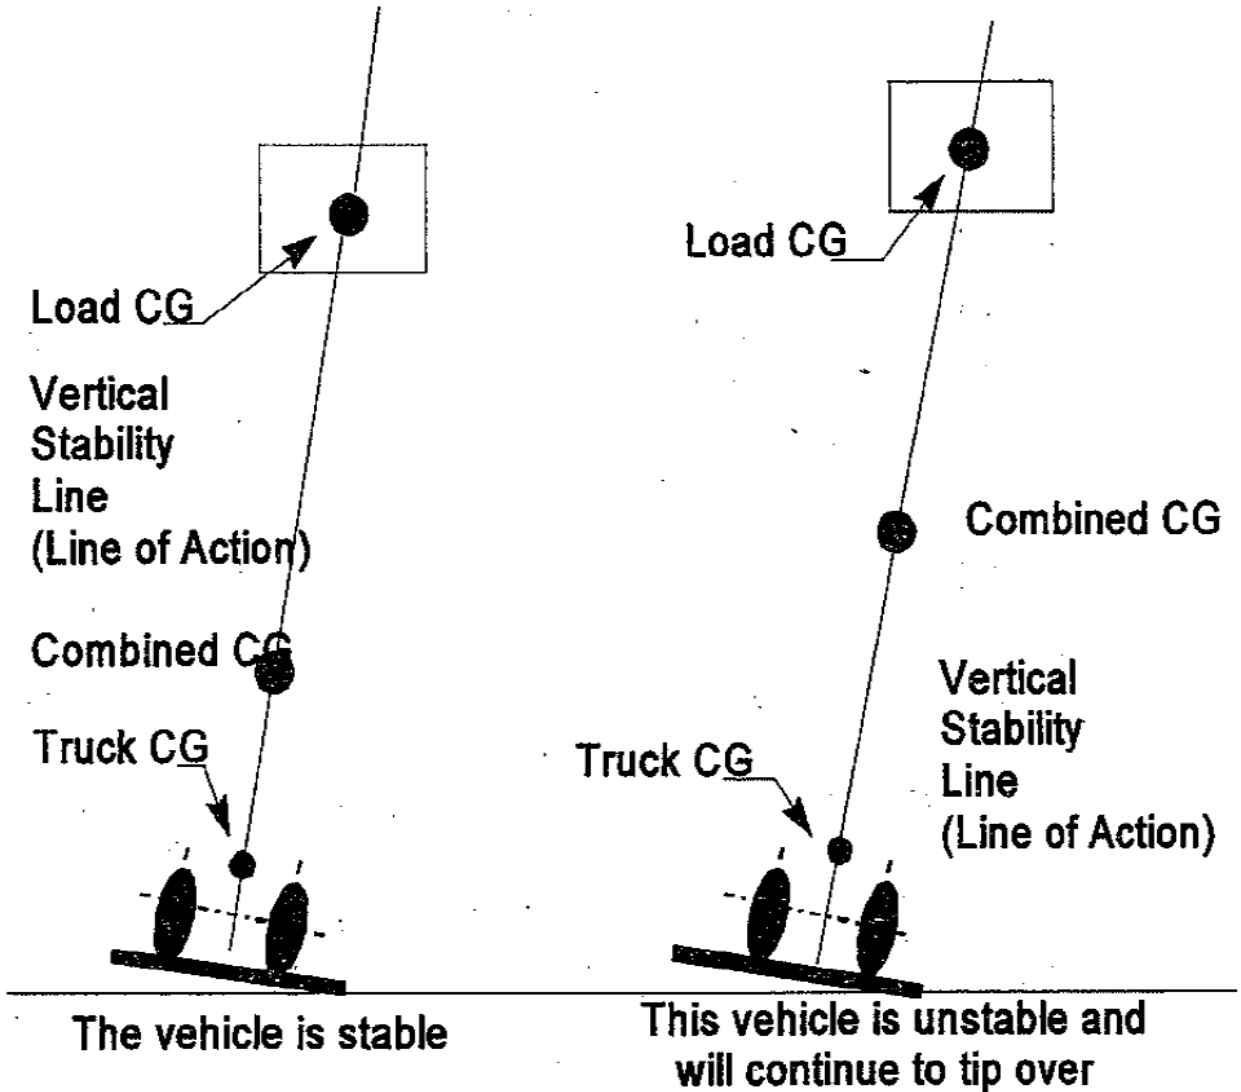 Load CG
Vertical
Stability
Line
(Line of Action)
Combined CG
Truck CG
The vehicle is stable
Load CG
Combined CG
Truck CG
Vertical
Stability
Line
(Line of Action)
This vehicle is unstable and
will continue to tip over